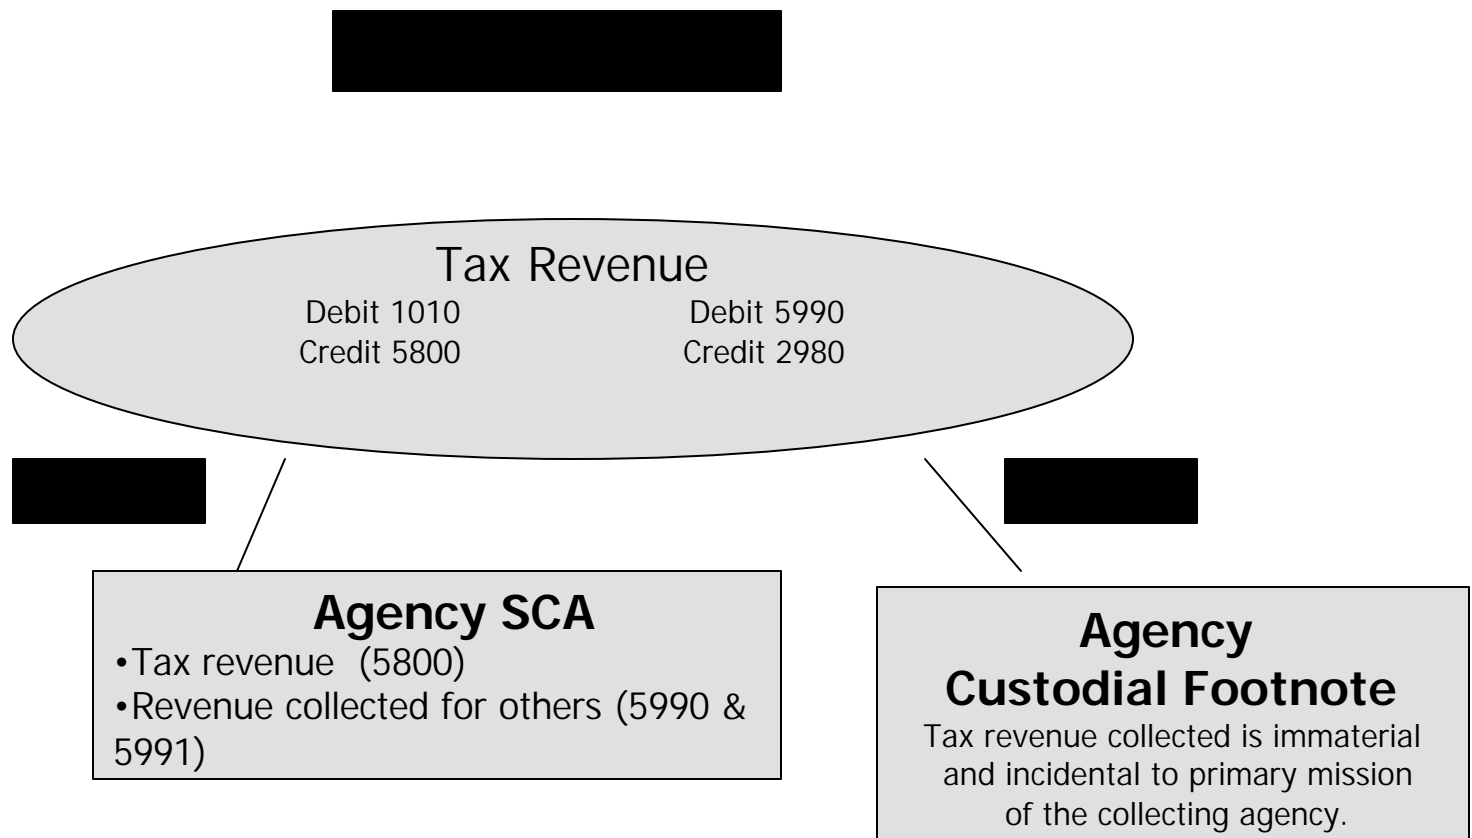 Tax Revenue
Debit 1010 Debit 5990
Credit 5800 Credit 2980
Agency SCA
•Tax revenue (5800)
•Revenue collected for others (5990 &
5991)
Agency
Custodial Footnote
Tax revenue collected is immaterial
and incidental to primary mission
of the collecting agency.